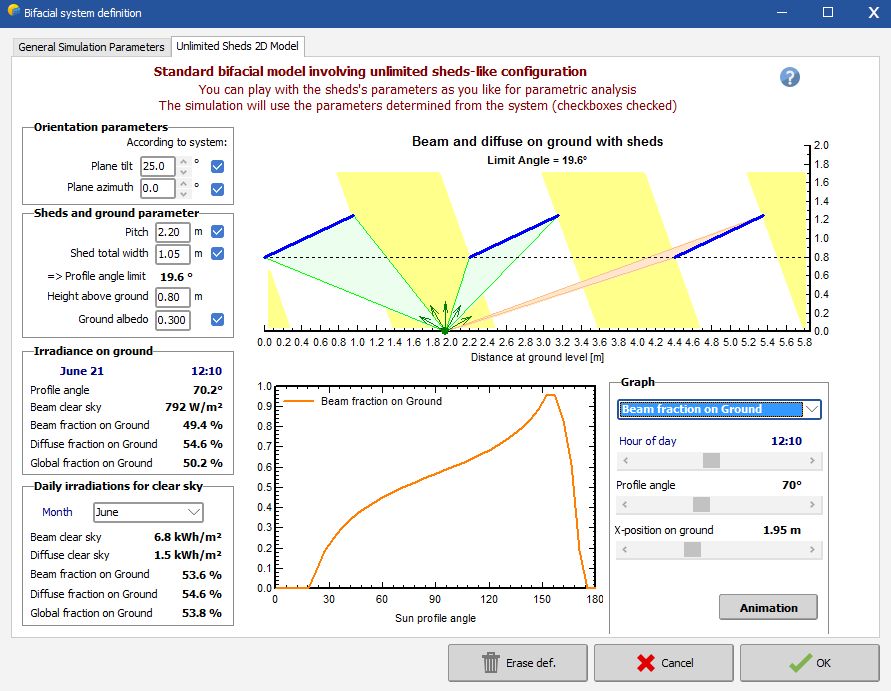 Bifacial system definition
General Simulation Parameters
Unlimited Sheds 2D Model
Standard bifacial model involving unlimited sheds-like configuration
You can play with the sheds's parameters as you like for parametric analysis
The simulation will use the parameters determined from the system (checkboxes checked)
?
Orientation parameters
According to system:
Plane tilt 25.0 °
Plane azimuth 0.0 °
Sheds and ground parameter
Pitch 2.20 m
Shed total width 1.05 m
=> Profile angle limit 19.6 °
Height above ground 0.80 m
Ground albedo 0.300
Irradiance on ground
June 21 12:10
Profile angle 70.2°
Beam clear sky 792 W/m²
Beam fraction on Ground 49.4 %
Diffuse fraction on Ground 54.6 %
Global fraction on Ground 50.2 %
Daily irradiations for clear sky
Month June
Beam clear sky 6.8 kWh/m²
Diffuse clear sky 1.5 kWh/m²
Beam fraction on Ground 53.6 %
Diffuse fraction on Ground 54.6 %
Global fraction on Ground 53.8 %
Beam and diffuse on ground with sheds
Limit Angle = 19.6°
2.0
1.8
1.6
1.4
1.2
1.0
0.8
0.6
0.4
0.2
0.0
0.0 0.2 0.4 0.6 0.8 1.0 1.2 1.4 1.6 1.8 2.0 2.2 2.4 2.6 2.8 3.0 3.2 3.4 3.6 3.8 4.0 4.2 4.4 4.6 4.8 5.0 5.2 5.4 5.6 5.8
Distance at ground level [m]
1.0
0.9
0.8
0.7
0.6
0.5
0.4
0.3
0.2
0.1
0.0
Beam fraction on Ground
0 30 60 90 120 150 180
Sun profile angle
Graph
Beam fraction on Ground
Hour of day 12:10
Profile angle 70°
X-position on ground 1.95 m
Animation
Erase def.
Cancel
OK